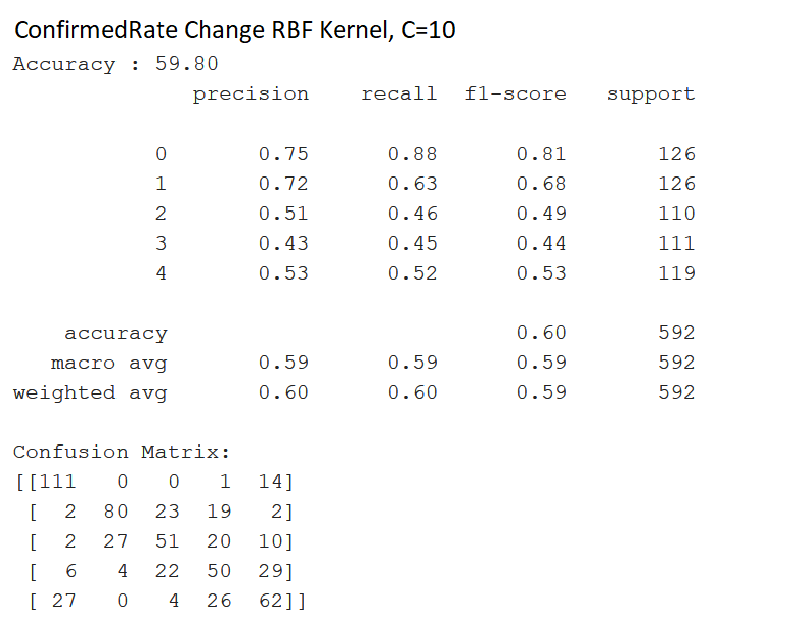 ConfirmedRate Change RBF Kernel, C=10
Accuracy : 59.80
precision recall f1-score support
0 0.75 0.88 0.81 126
1 0.72 0.63 0.68 126
2 0.51 0.46 0.49 110
3 0.43 0.45 0.44 111
4 0.53 0.52 0.53 119
accuracy 0.60 592
macro avg 0.59 0.59 0.59 592
weighted avg 0.60 0.60 0.59 592
Confusion Matrix:
[[111 0 0 1 14]
[ 2 80 23 19 2]
[ 2 27 51 20 10]
[ 6 4 22 50 29]
[ 27 0 4 26 62]]